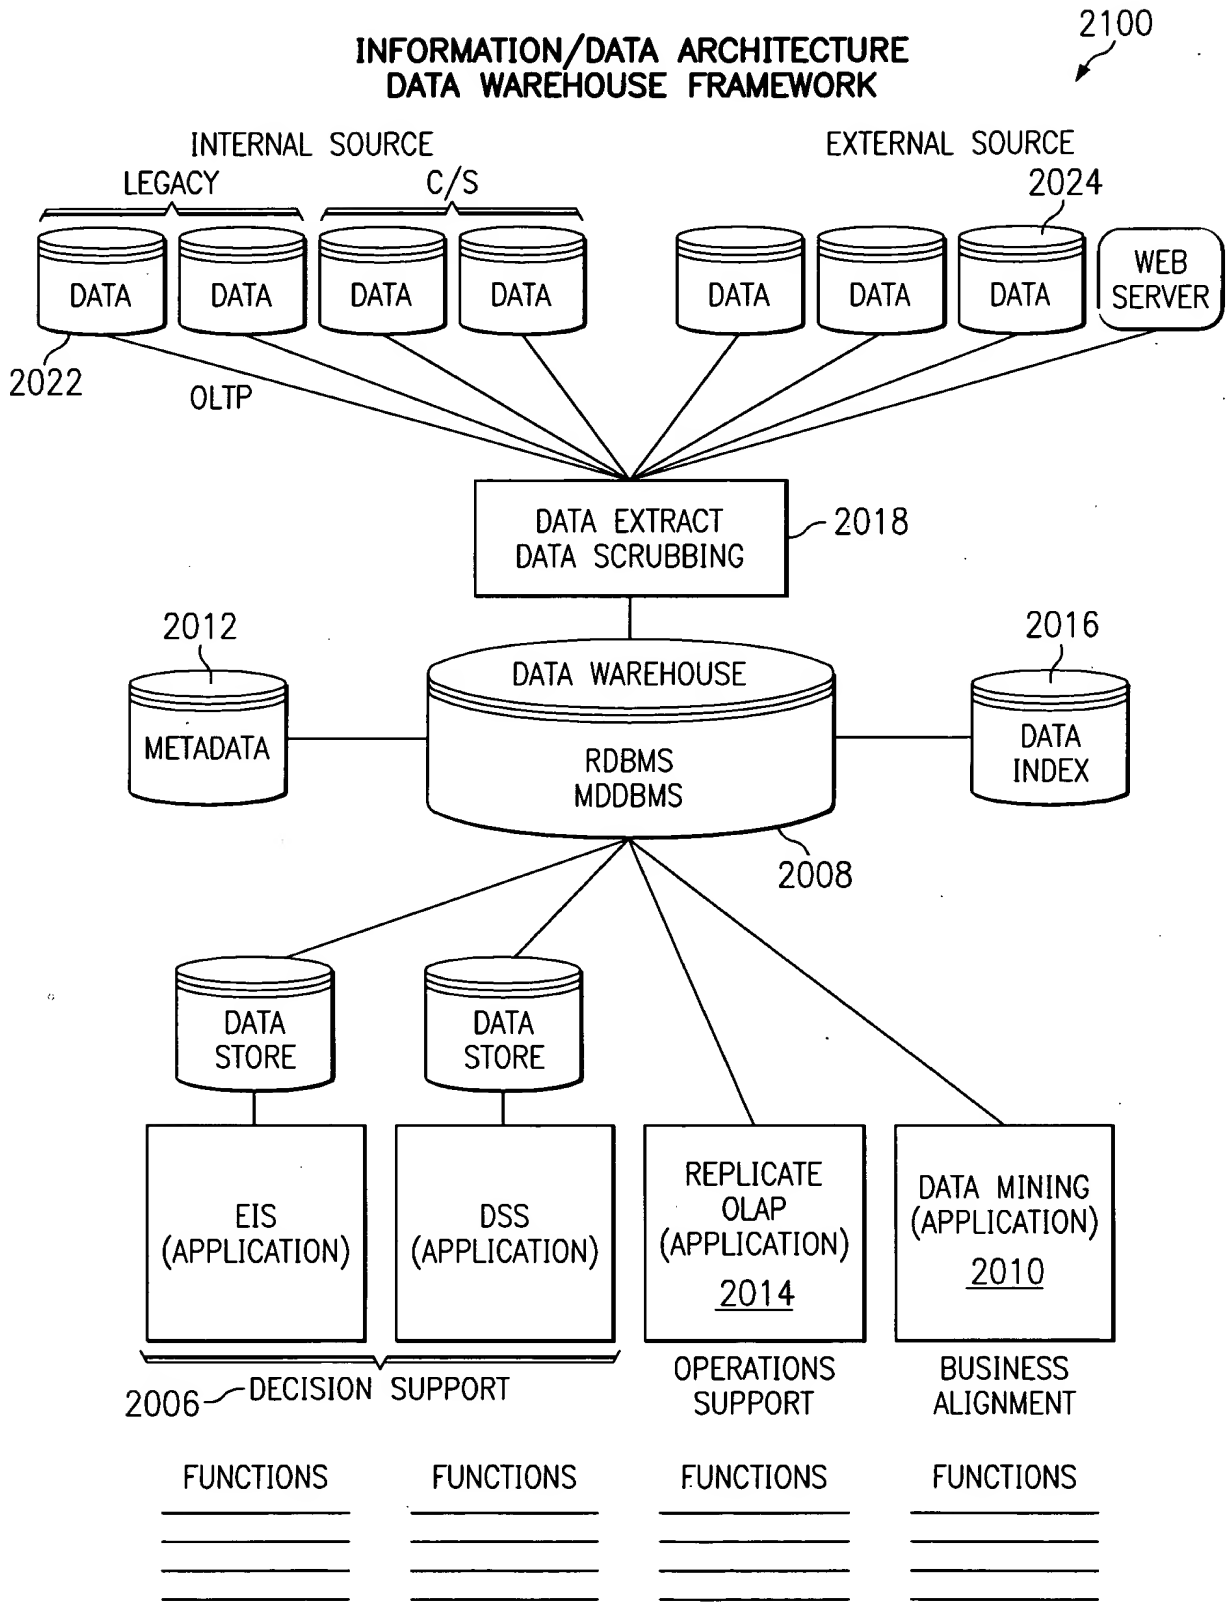 2100
INFORMATION/DATA ARCHITECTURE
DATA WAREHOUSE FRAMEWORK
INTERNAL SOURCE
EXTERNAL SOURCE
LEGACY
C/S
2024
DATA
DATA
DATA
DATA
DATA
DATA
DATA
WEB
SERVER
2022
OLTP
DATA EXTRACT
DATA SCRUBBING
2018
2012
2016
DATA WAREHOUSE
METADATA
RDBMS
MDDBMS
DATA
INDEX
2008
DATA
STORE
DATA
STORE
EIS
(APPLICATION)
DSS
(APPLICATION)
REPLICATE
OLAP
(APPLICATION)
2014
DATA MINING
(APPLICATION)
2010
2006
DECISION SUPPORT
OPERATIONS
SUPPORT
BUSINESS
ALIGNMENT
FUNCTIONS
FUNCTIONS
FUNCTIONS
FUNCTIONS